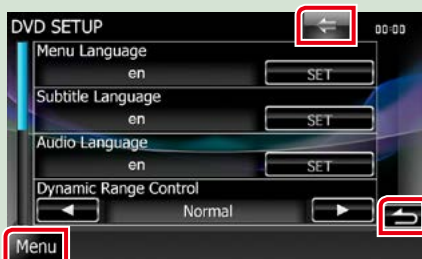 DVD SETUP
00:00
Menu Language
en
SET
Subtitle Language
en
SET
Audio Language
en
SET
Dynamic Range Control
Normal
Menu